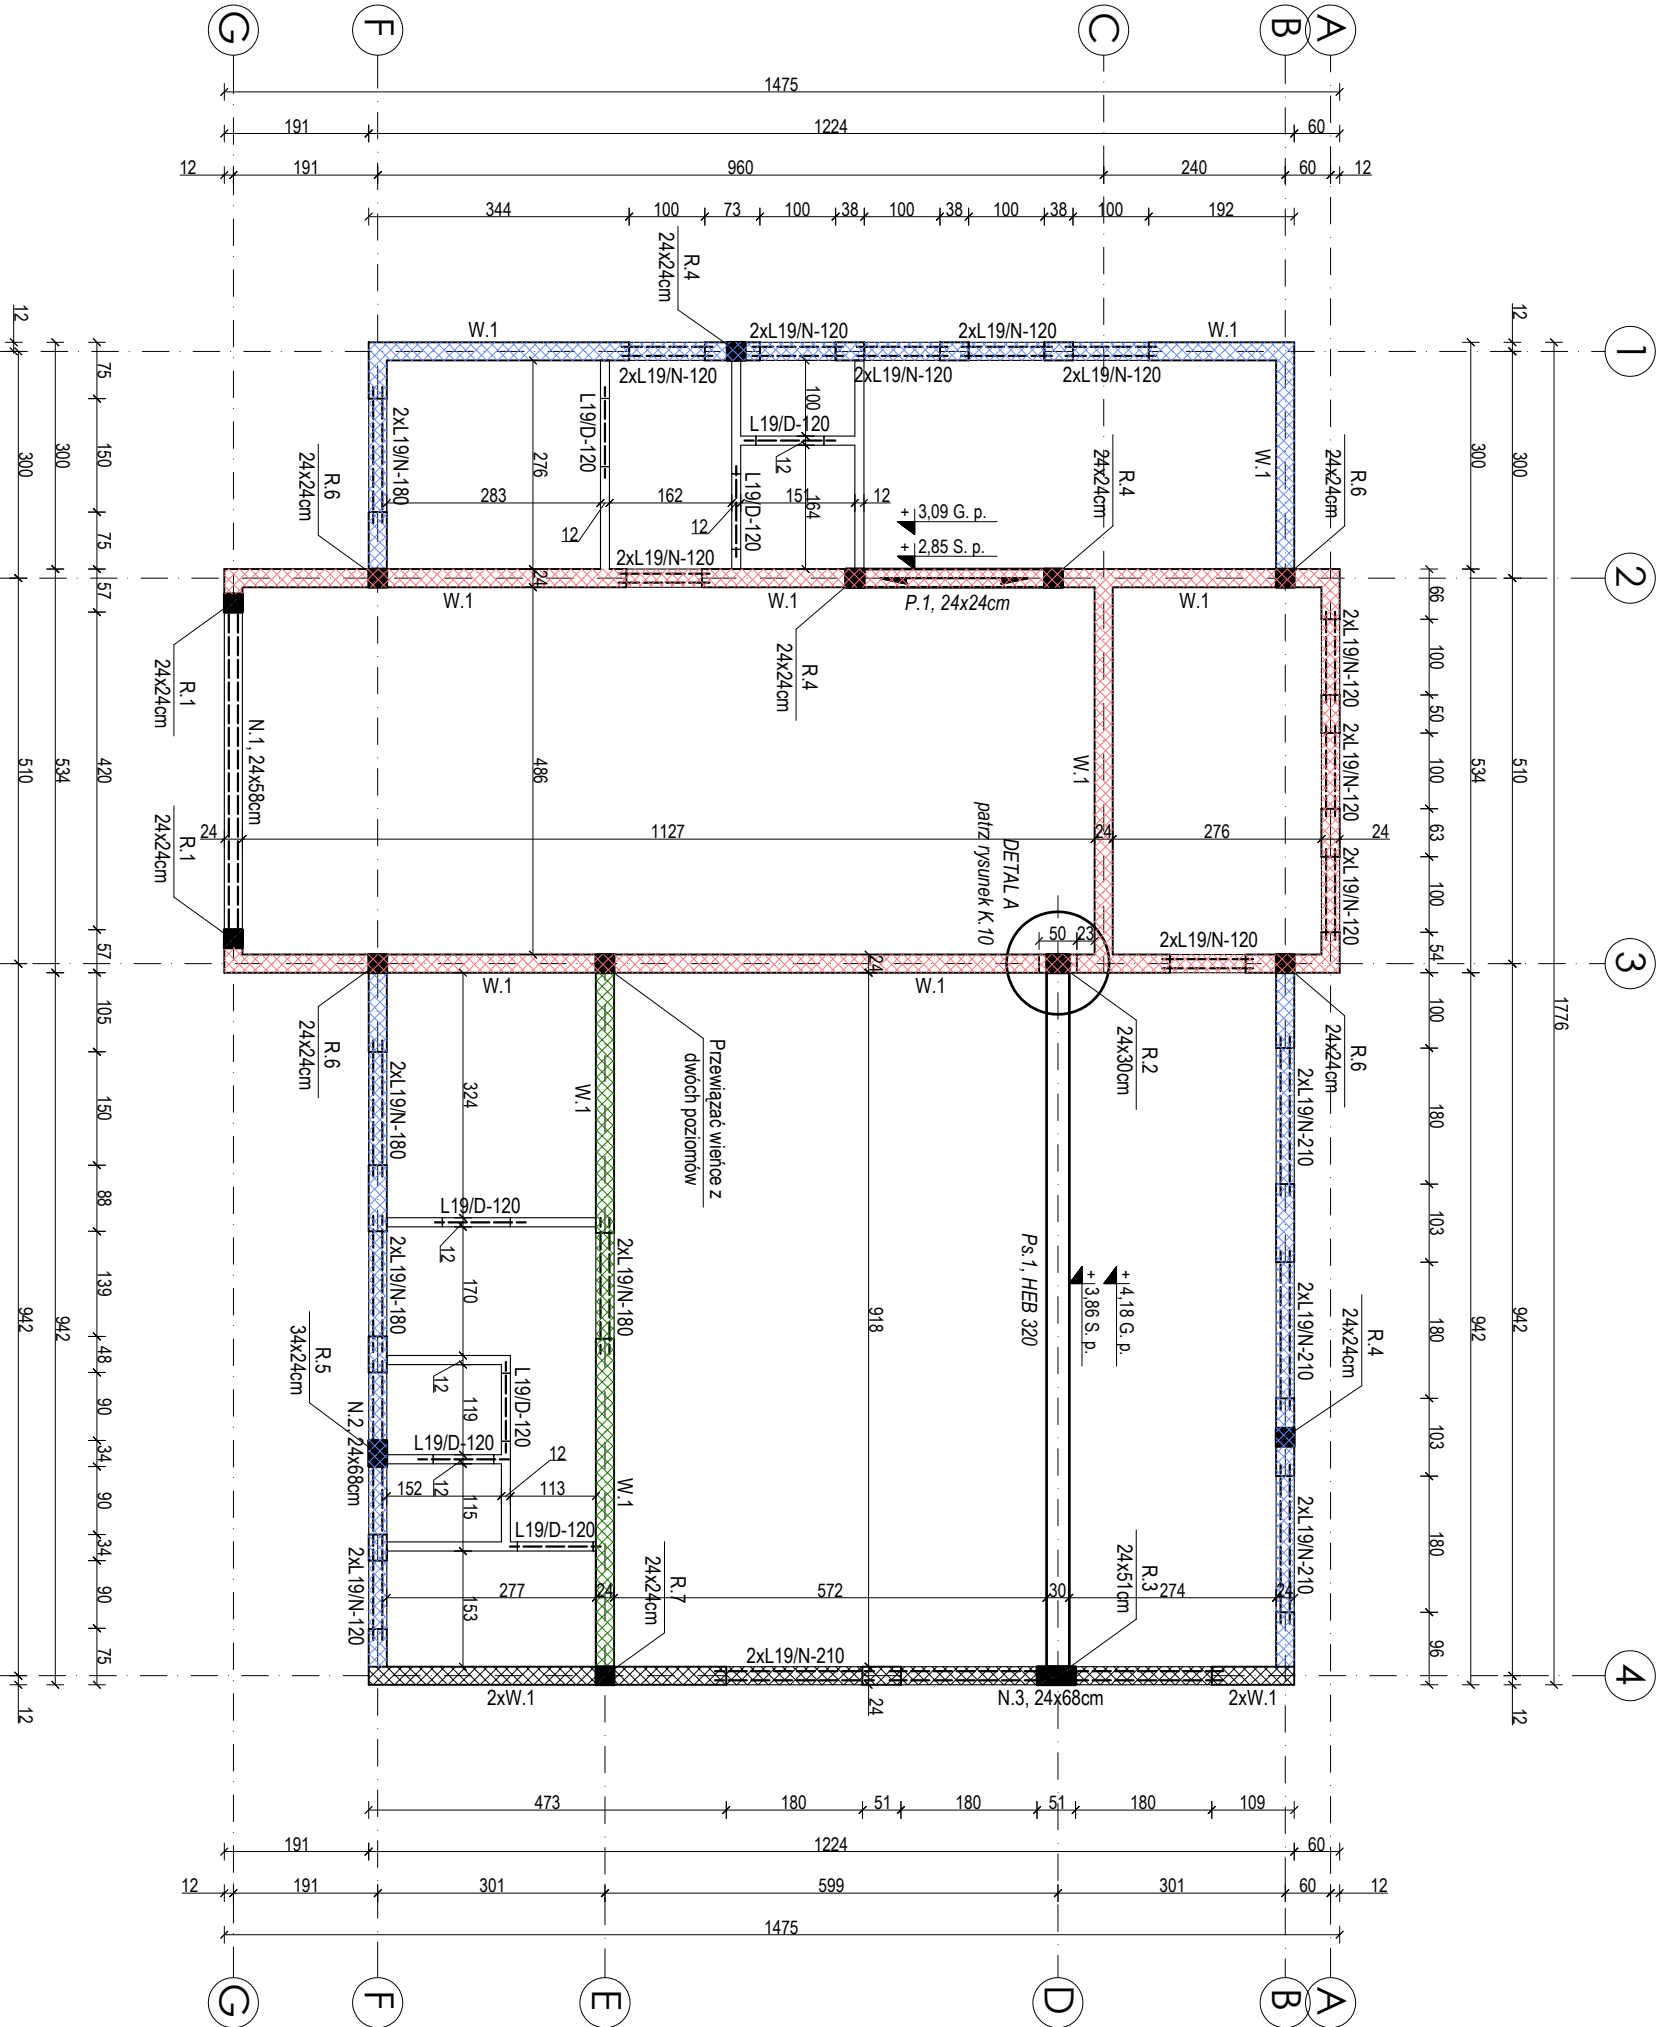 G
F
C
B
A
1475
191
1224
60
12
191
960
240
60
12
344
100
73
100
38
100
38
100
38
100
192
R.4
24x24cm
W.1
2xL19/N-120
2xL19/N-120
W.1
2xL19/N-120
2xL19/N-120
2xL19/N-120
1
12
75
150
75
300
300
2xL19/N-180
276
L19/D-120
100
L19/D-120
12
L19/D-120
283
162
151
164
12
12
12
2xL19/N-120
R.6
24x24cm
+ 3,09 G. p.
+ 2,85 S. p.
R.4
24x24cm
W.1
R.6
24x24cm
12
300
300
2
57
24
W.1
W.1
P.1, 24x24cm
W.1
R.1
24x24cm
R.4
24x24cm
N.1, 24x58cm
486
W.1
420
534
510
R.1
24x24cm
24
1127
24
276
24
DETAL A
patrz rysunek K.10
50
23
2xL19/N-120
2xL19/N-120
2xL19/N-120
2xL19/N-120
66
100
50
100
63
100
54
534
510
3
57
24
W.1
W.1
R.6
24x24cm
Przewiązać wieńce z
dwóch poziomów
R.2
24x30cm
R.6
24x24cm
1776
105
150
88
139
48
90
34
90
34
90
75
942
942
12
2xL19/N-180
2xL19/N-180
324
W.1
L19/D-120
12
170
2xL19/N-180
918
Ps.1, HEB 320
+ 4,18 G. p.
+ 3,86 S. p.
2xL19/N-210
2xL19/N-210
2xL19/N-210
R.4
24x24cm
100
180
103
180
103
180
96
942
942
12
R.5
34x24cm
N.2, 24x68cm
12
119
L19/D-120
L19/D-120
12
12
152
113
115
W.1
L19/D-120
2xL19/N-120
277
24
153
572
30
274
24
R.7
24x24cm
R.3
24x51cm
2xL19/N-210
2xW.1
24
N.3, 24x68cm
2xW.1
4
473
180
51
180
51
180
109
191
1224
60
12
191
301
599
301
60
12
1475
G
F
E
D
B
A